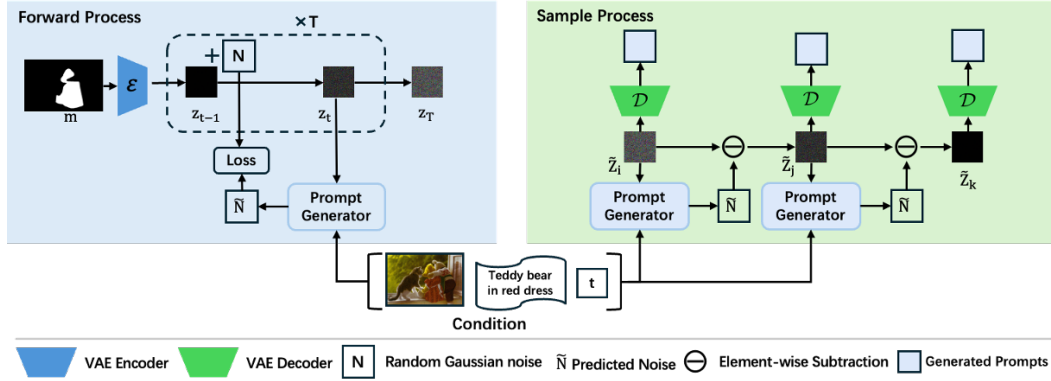 Forward Process
×T
+
N
ε
m
z_{t-1}
z_t
z_T
Loss
Ñ
Prompt
Generator
Sample Process
D
D
D
Z̃_i
Z̃_j
Z̃_k
Prompt
Generator
Ñ
Prompt
Generator
Ñ
Teddy bear
in red dress
t
Condition
VAE Encoder
VAE Decoder
N
Random Gaussian noise
Ñ Predicted Noise
Element-wise Subtraction
Generated Prompts